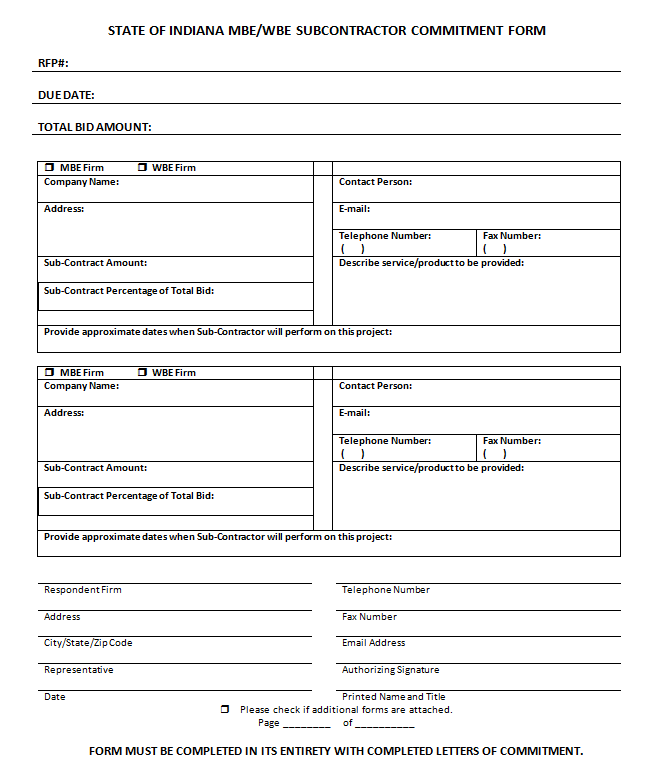 STATE OF INDIANA MBE/WBE SUBCONTRACTOR COMMITMENT FORM
RFP#:
DUE DATE:
TOTAL BID AMOUNT:
MBE Firm WBE Firm
Company Name: Contact Person:
Address: E-mail:
Telephone Number: Fax Number:
( ) ( )
Sub-Contract Amount: Describe service/product to be provided:
Sub-Contract Percentage of Total Bid:
Provide approximate dates when Sub-Contractor will perform on this project:
MBE Firm WBE Firm
Company Name: Contact Person:
Address: E-mail:
Telephone Number: Fax Number:
( ) ( )
Sub-Contract Amount: Describe service/product to be provided:
Sub-Contract Percentage of Total Bid:
Provide approximate dates when Sub-Contractor will perform on this project:
Respondent Firm Telephone Number
Address Fax Number
City/State/Zip Code Email Address
Representative Authorizing Signature
Date Printed Name and Title
Please check if additional forms are attached.
Page ________ of __________
FORM MUST BE COMPLETED IN ITS ENTIRETY WITH COMPLETED LETTERS OF COMMITMENT.